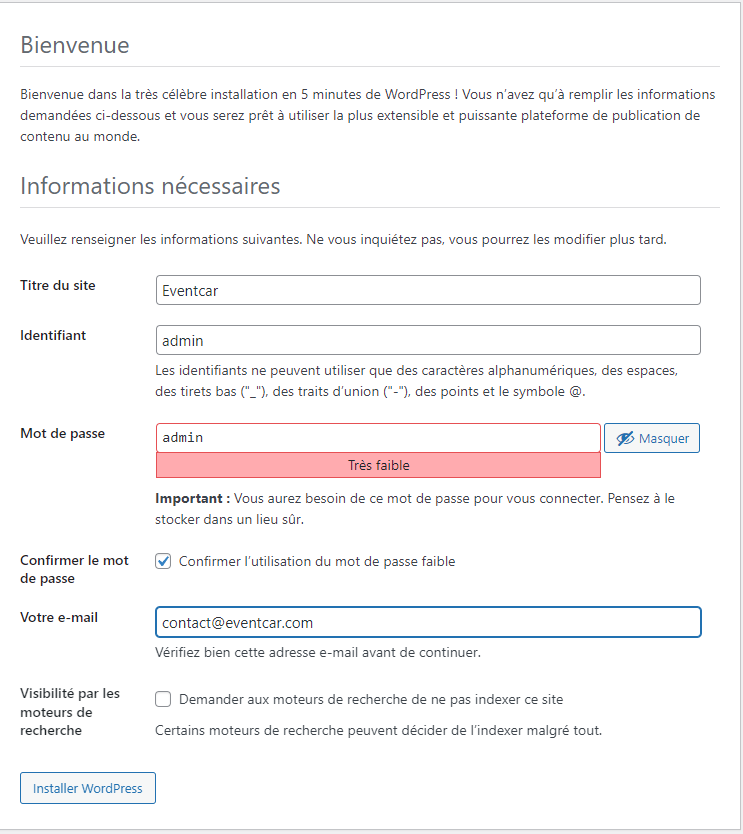 Bienvenue
Bienvenue dans la très célèbre installation en 5 minutes de WordPress ! Vous n’avez qu’à remplir les informations
demandées ci-dessous et vous serez prêt à utiliser la plus extensible et puissante plateforme de publication de
contenu au monde.
Informations nécessaires
Veuillez renseigner les informations suivantes. Ne vous inquiétez pas, vous pourrez les modifier plus tard.
Titre du site
Eventcar
Identifiant
admin
Les identifiants ne peuvent utiliser que des caractères alphanumériques, des espaces,
des tirets bas ("_"), des traits d’union ("-"), des points et le symbole @.
Mot de passe
admin
Masquer
Très faible
Important : Vous aurez besoin de ce mot de passe pour vous connecter. Pensez à le
stocker dans un lieu sûr.
Confirmer le mot
de passe
Confirmer l’utilisation du mot de passe faible
Votre e-mail
contact@eventcar.com
Vérifiez bien cette adresse e-mail avant de continuer.
Visibilité par les
moteurs de
recherche
Demander aux moteurs de recherche de ne pas indexer ce site
Certains moteurs de recherche peuvent décider de l’indexer malgré tout.
Installer WordPress